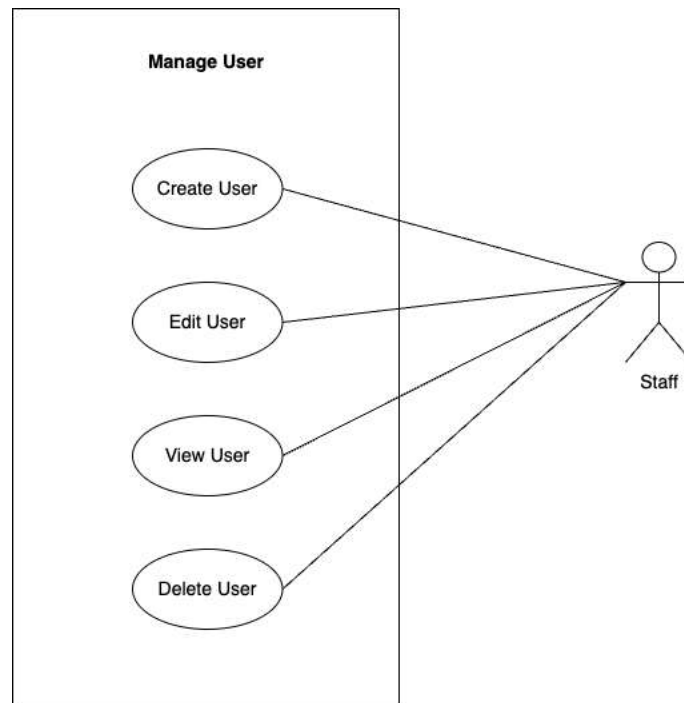 Manage User
Create User
Edit User
View User
Delete User
Staff